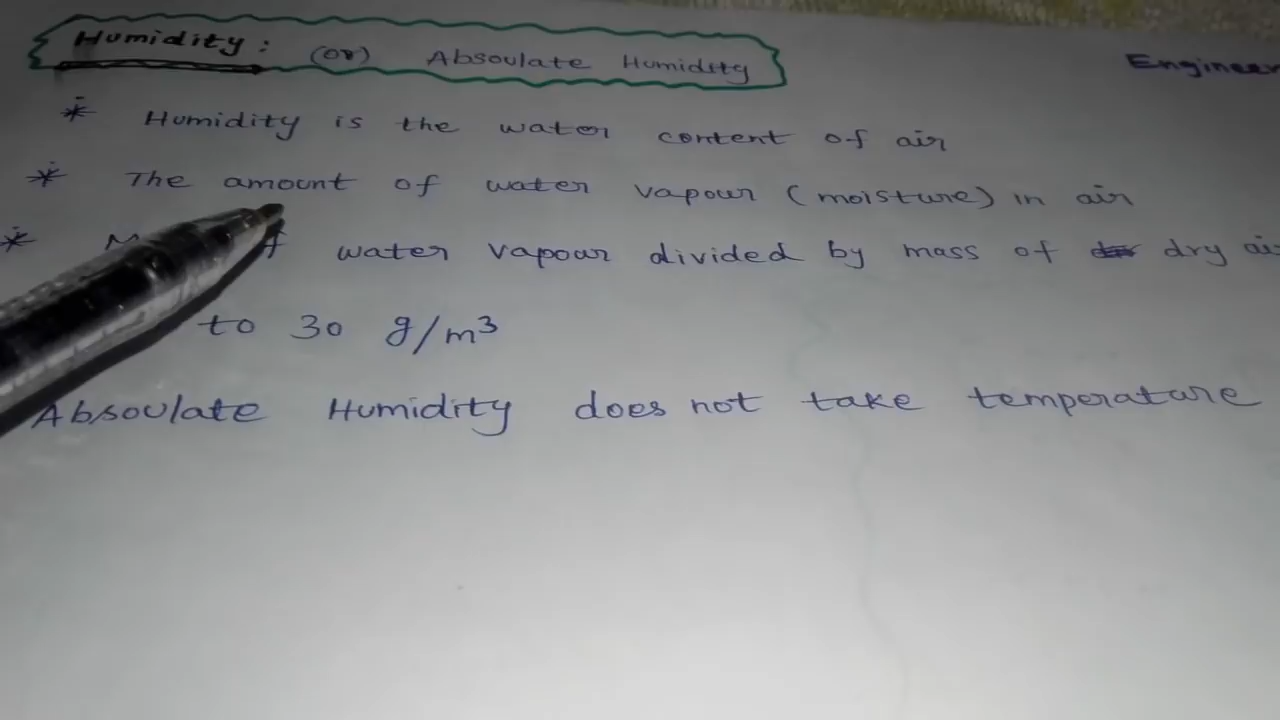 Humidity: (or) Absoulate Humidity
Engineer
* Humidity is the water content of air
* The amount of water vapour (moisture) in air
* water vapour divided by mass of dry
to 30 g/m³
Absoulate Humidity does not take temperature